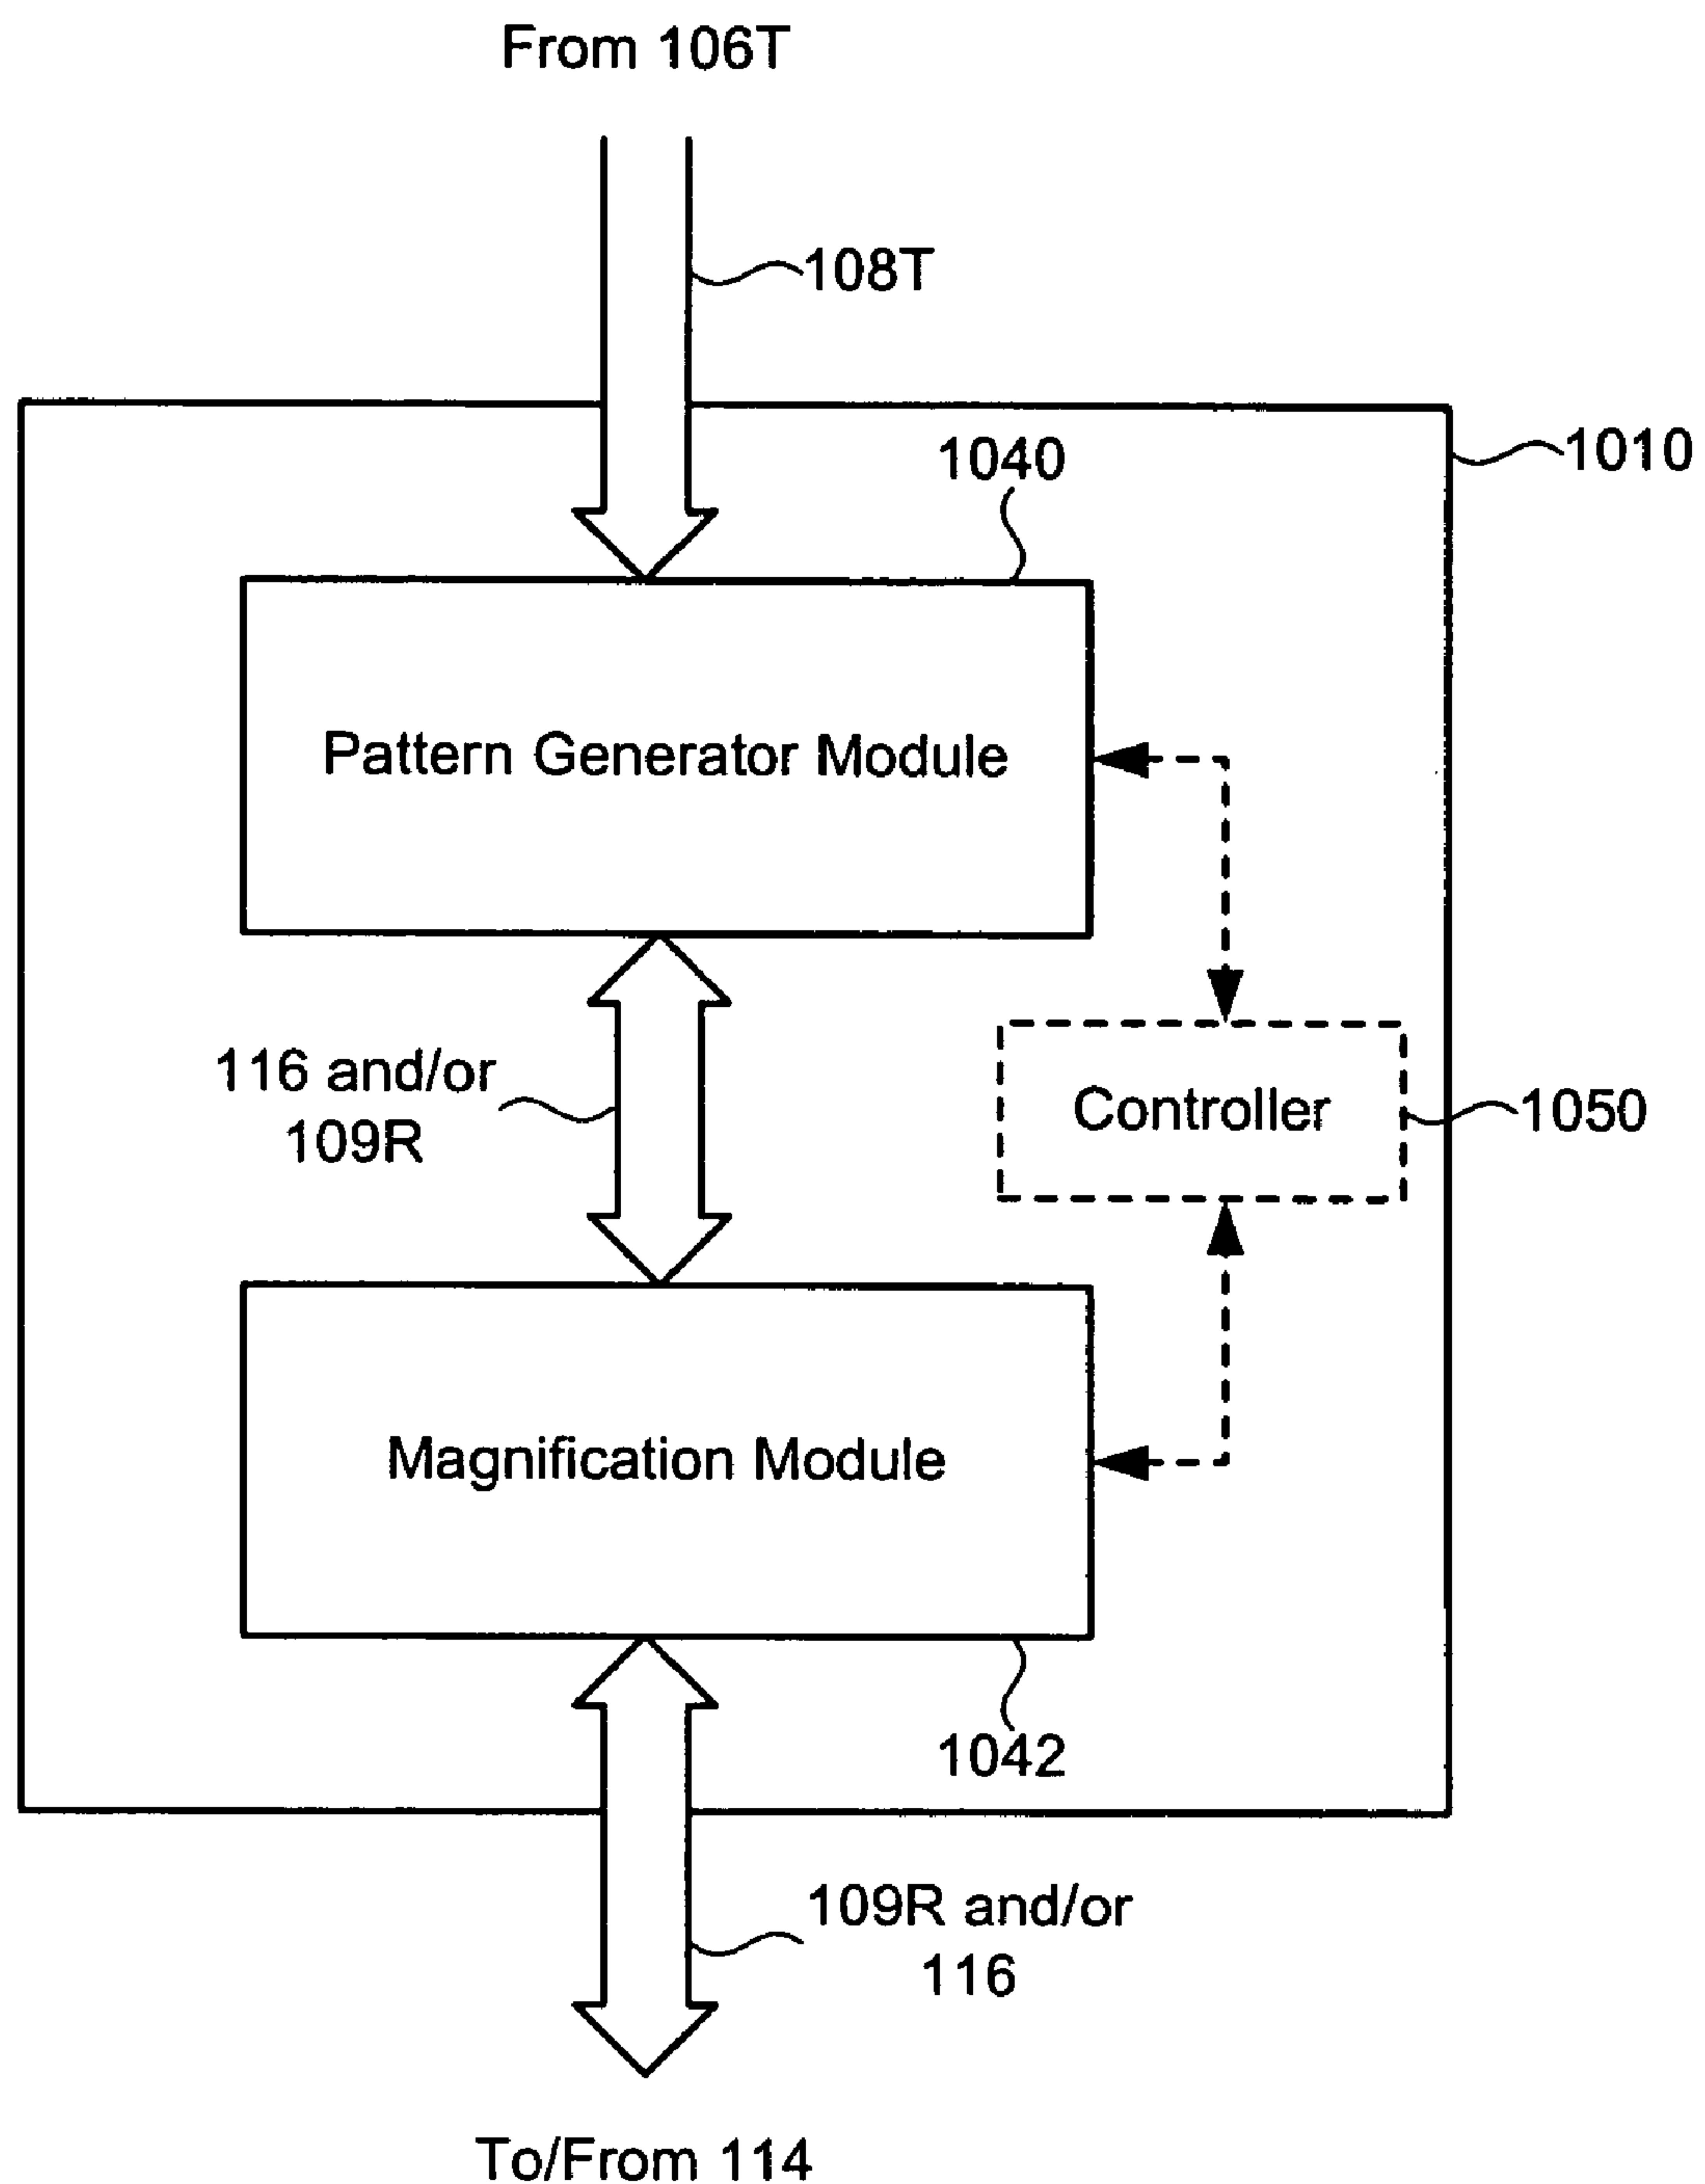 From 106T
108T
1010
1040
Pattern Generator Module
116 and/or
109R
Controller
1050
Magnification Module
1042
109R and/or
116
To/From 114